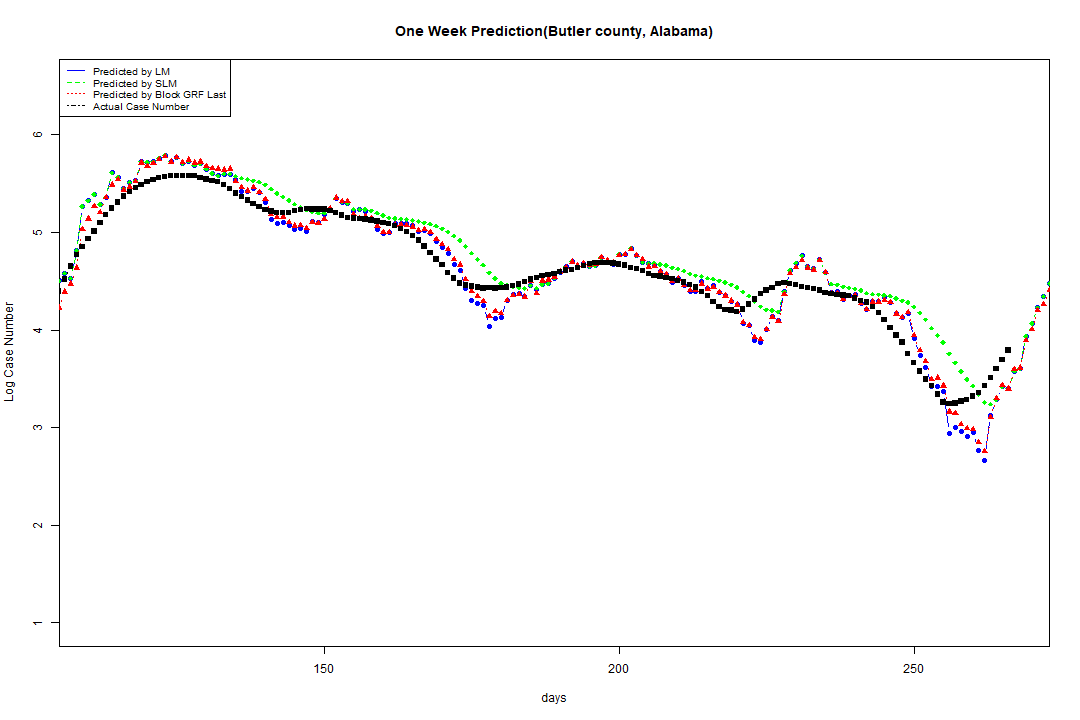 One Week Prediction(Butler county, Alabama)
Predicted by LM
Predicted by SLM
Predicted by Block GRF Last
Actual Case Number
6
5
4
3
2
1
Log Case Number
150
200
250
days